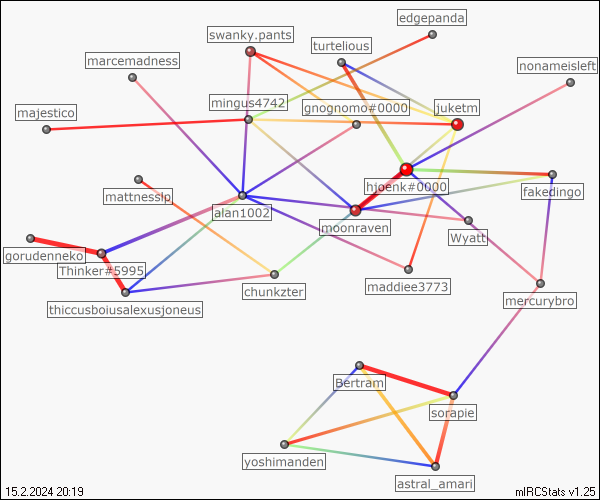 edgepanda
swanky.pants
turtelious
marcemadness
nonameisleft
mingus4742
gnognomo#0000
juketm
majestico
hjoenk#0000
fakedingo
mattnesslp
alan1002
moonraven
Wyatt
gorudenneko
Thinker#5995
chunkzter
maddiee3773
mercurybro
thiccusboiusalexusjoneus
Bertram
sorapie
yoshimanden
astral_amari
15.2.2024 20:19
mIRCStats v1.25